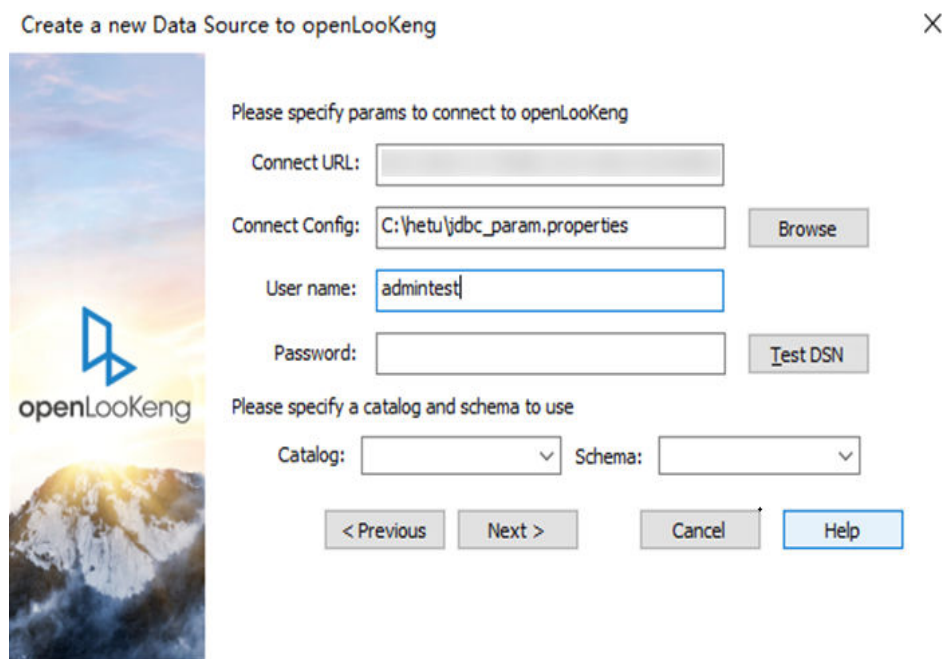 Create a new Data Source to openLooKeng
Please specify params to connect to openLooKeng
Connect URL:
Connect Config: C:\hetu\jdbc_param.properties Browse
User name: admintest
Password: Test DSN
openLooKeng
Please specify a catalog and schema to use
Catalog: Schema:
< Previous Next > Cancel Help